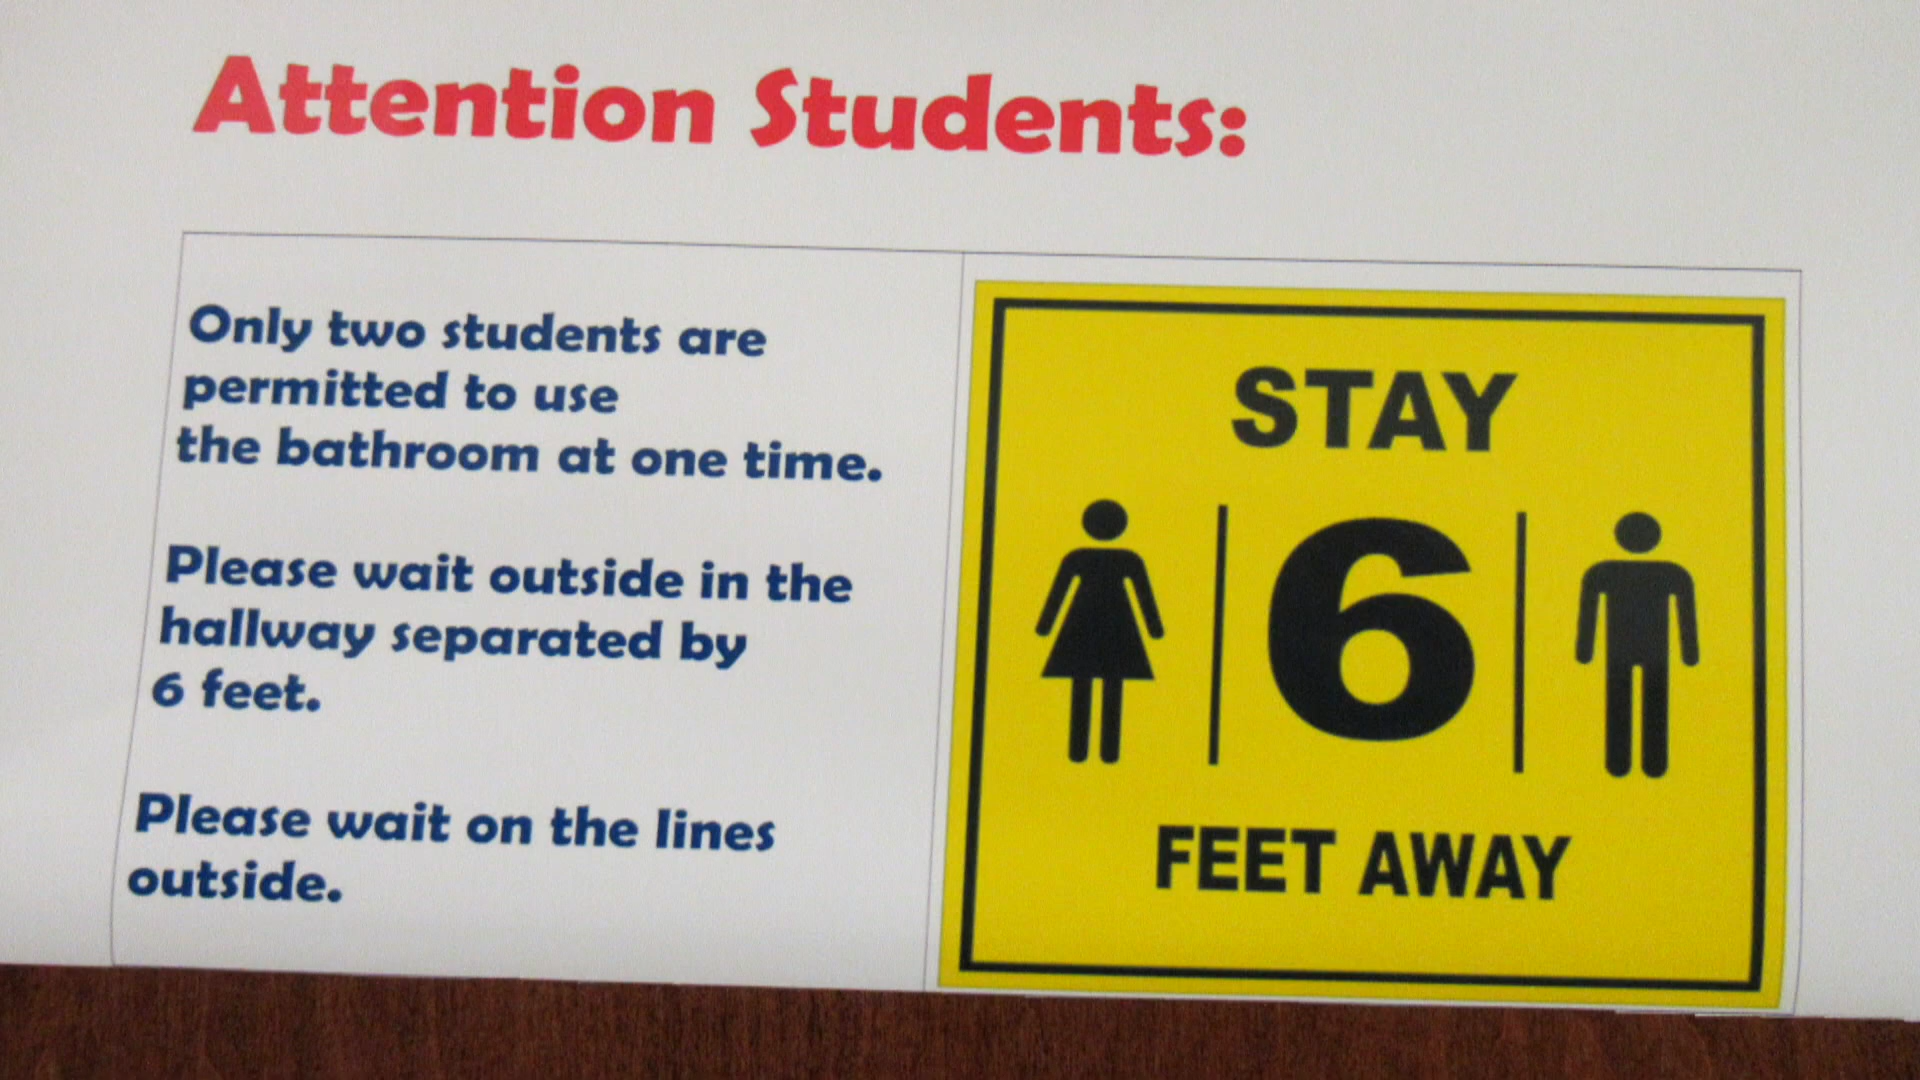 Attention Students:
Only two students are
permitted to use
the bathroom at one time.
Please wait outside in the
hallway separated by
6 feet.
Please wait on the lines
outside.
STAY
6
FEET AWAY